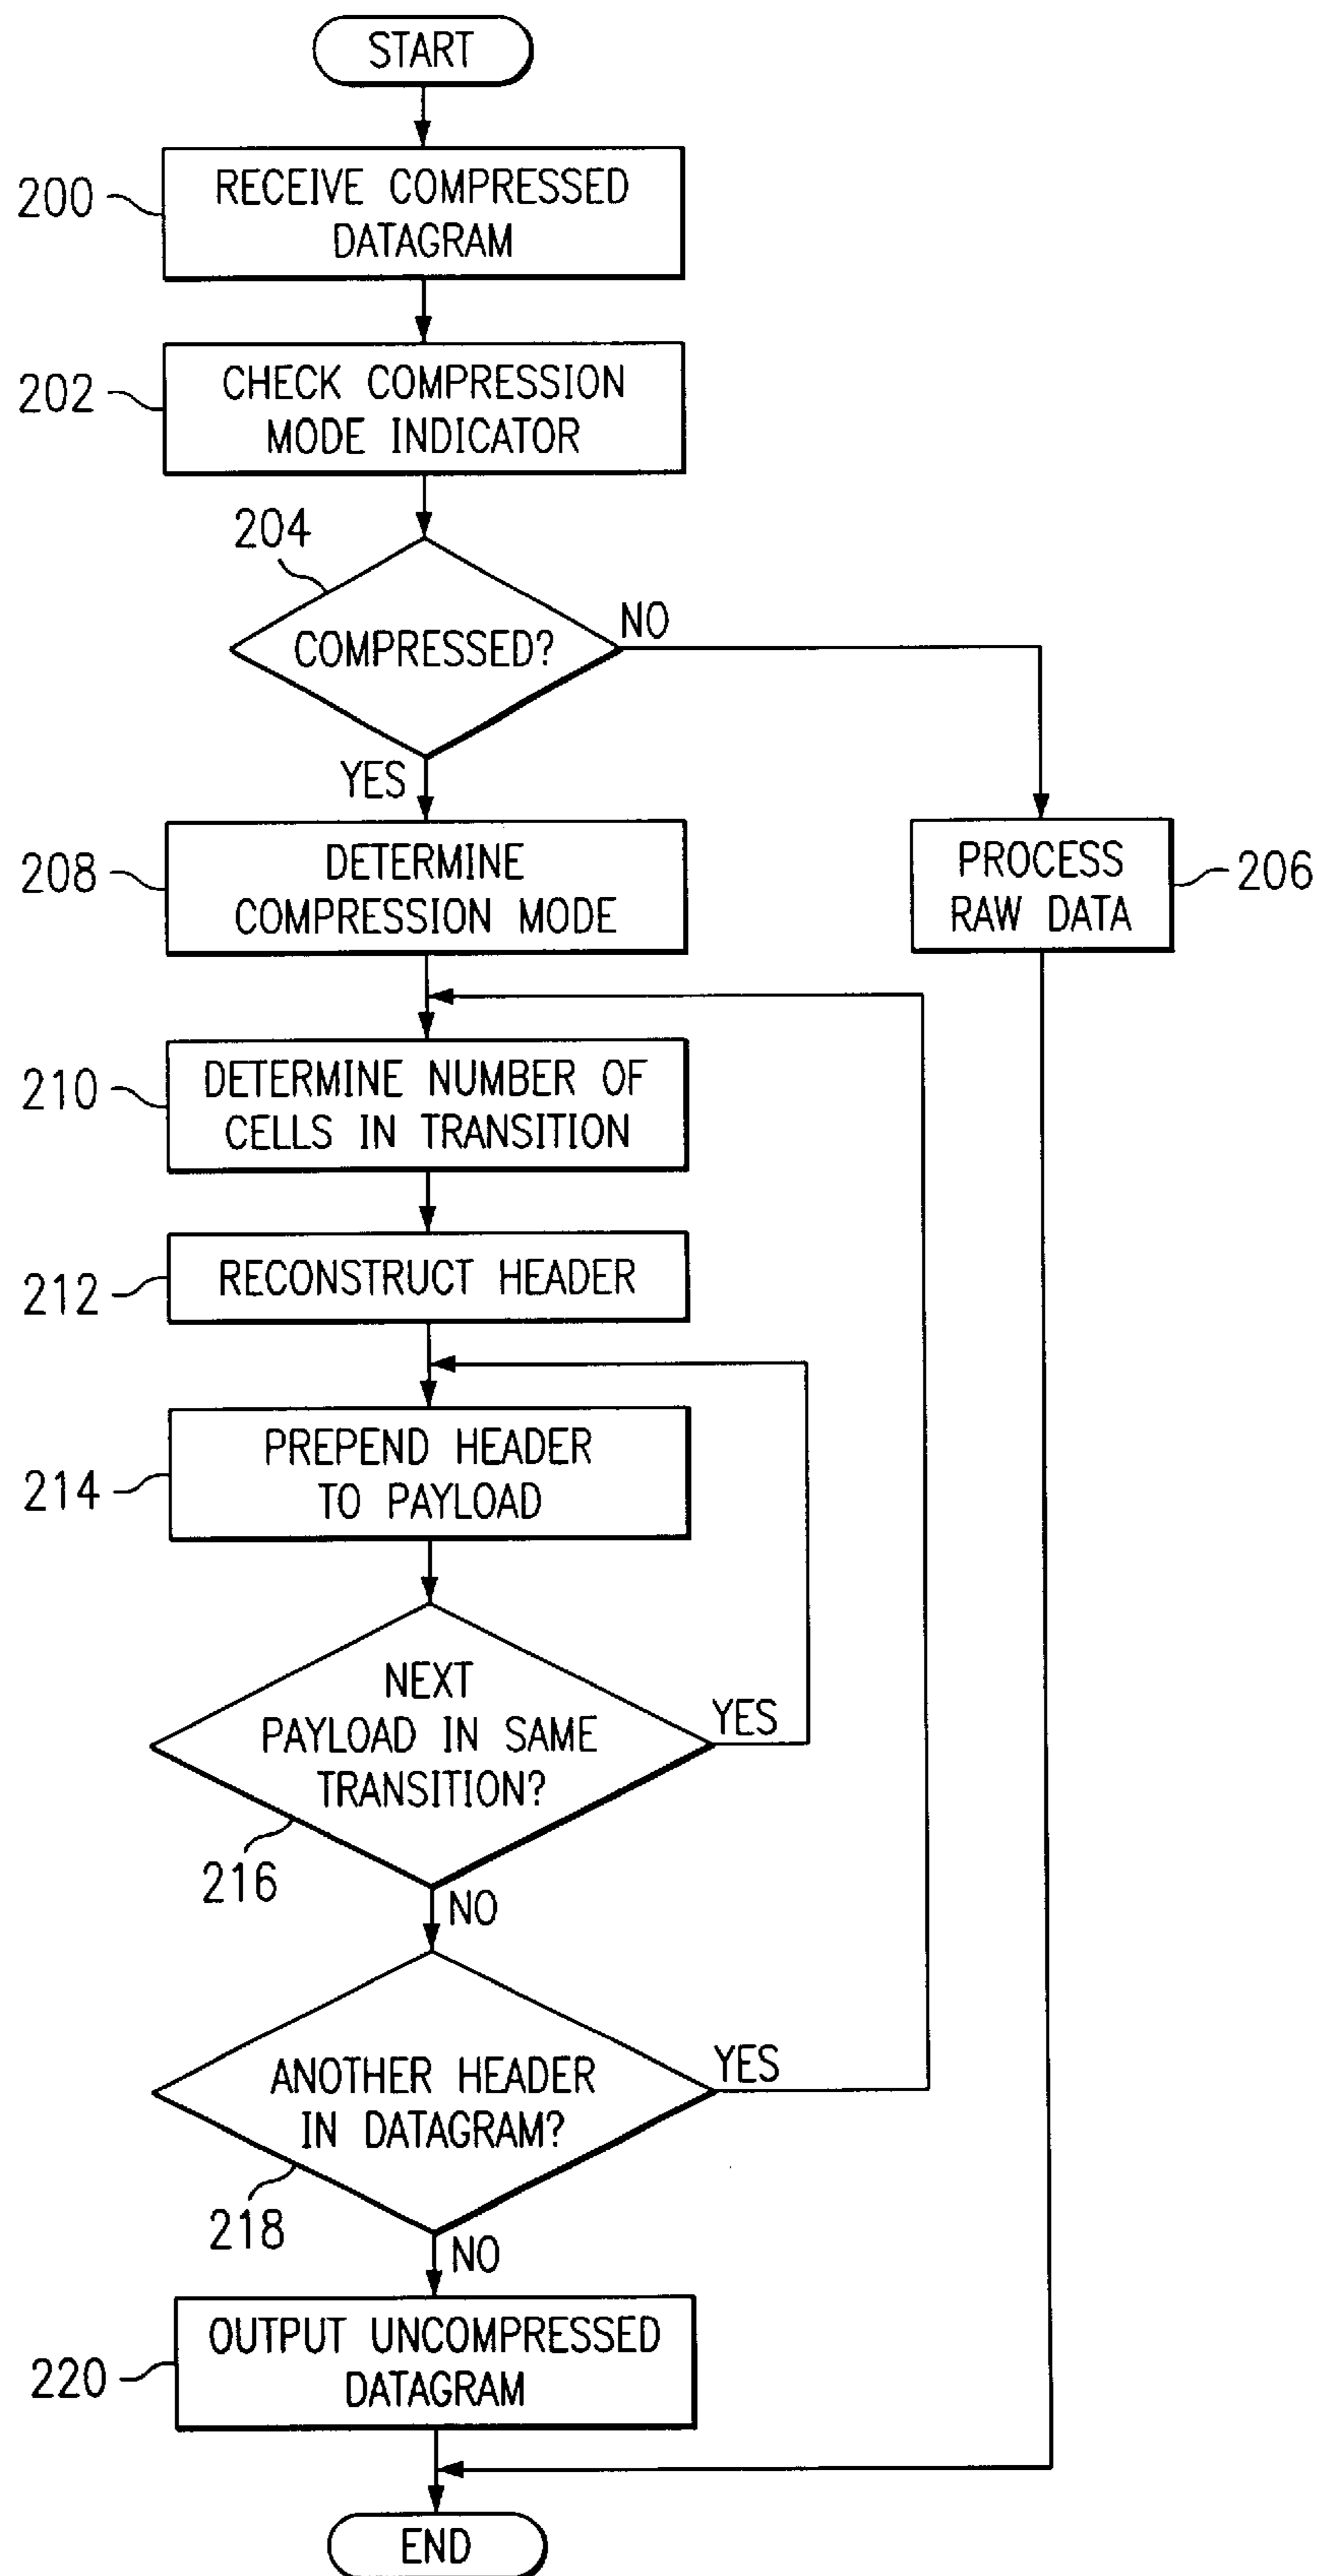 START
200
RECEIVE COMPRESSED
DATAGRAM
202
CHECK COMPRESSION
MODE INDICATOR
204
COMPRESSED?
NO
YES
208
DETERMINE
COMPRESSION MODE
PROCESS
RAW DATA
206
210
DETERMINE NUMBER OF
CELLS IN TRANSITION
212
RECONSTRUCT HEADER
214
PREPEND HEADER
TO PAYLOAD
NEXT
PAYLOAD IN SAME
TRANSITION?
YES
216
NO
ANOTHER HEADER
IN DATAGRAM?
YES
218
NO
220
OUTPUT UNCOMPRESSED
DATAGRAM
END